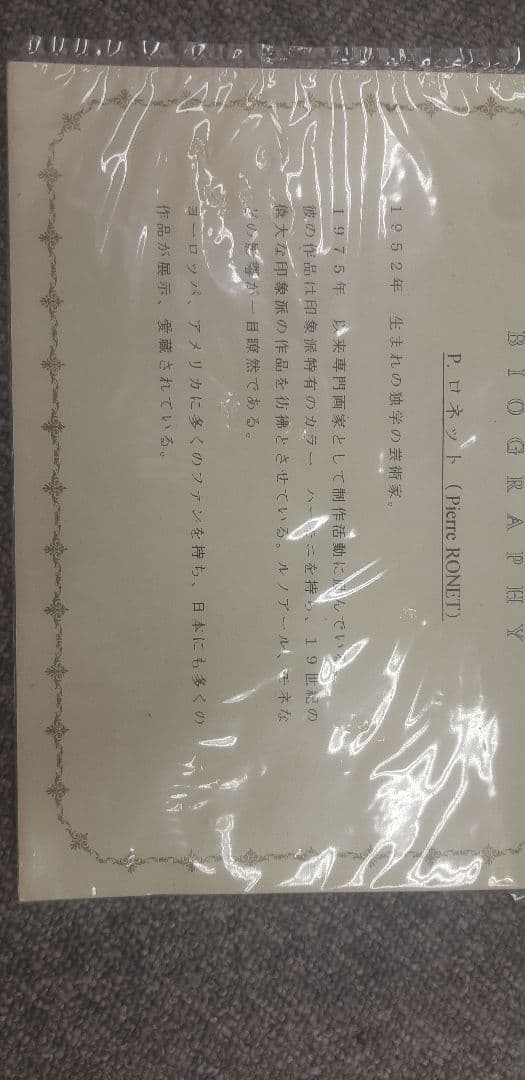 BIOGRAPHY
P. ロネット (Pierre RONET)
1952年 生まれの独学の芸術家。
1975年 以来専門画家として制作活動に
彼の作品は印象派特有のカラー ハーモニを持ち、19世紀の
偉大な印象派の作品を彷彿とさせている。ルノアール、モネな
どの影響が一目瞭然である。
ヨーロッパ、アメリカに多くのファンを持ち、日本にも多くの
作品が展示、愛蔵されている。